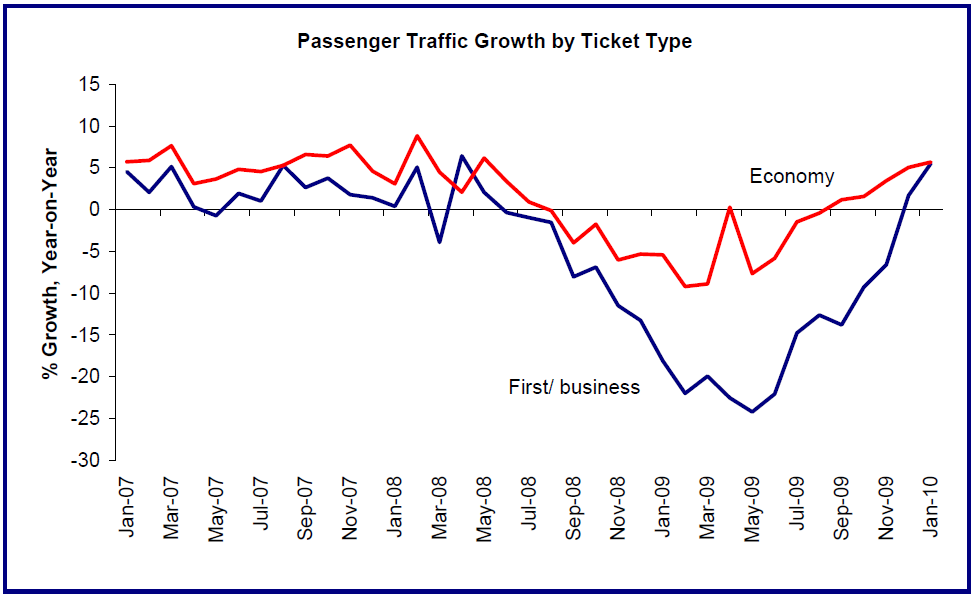 Passenger Traffic Growth by Ticket Type
% Growth, Year-on-Year
15
10
5
0
-5
-10
-15
-20
-25
-30
Economy
First/ business
Jan-07
Mar-07
May-07
Jul-07
Sep-07
Nov-07
Jan-08
Mar-08
May-08
Jul-08
Sep-08
Nov-08
Jan-09
Mar-09
May-09
Jul-09
Sep-09
Nov-09
Jan-10